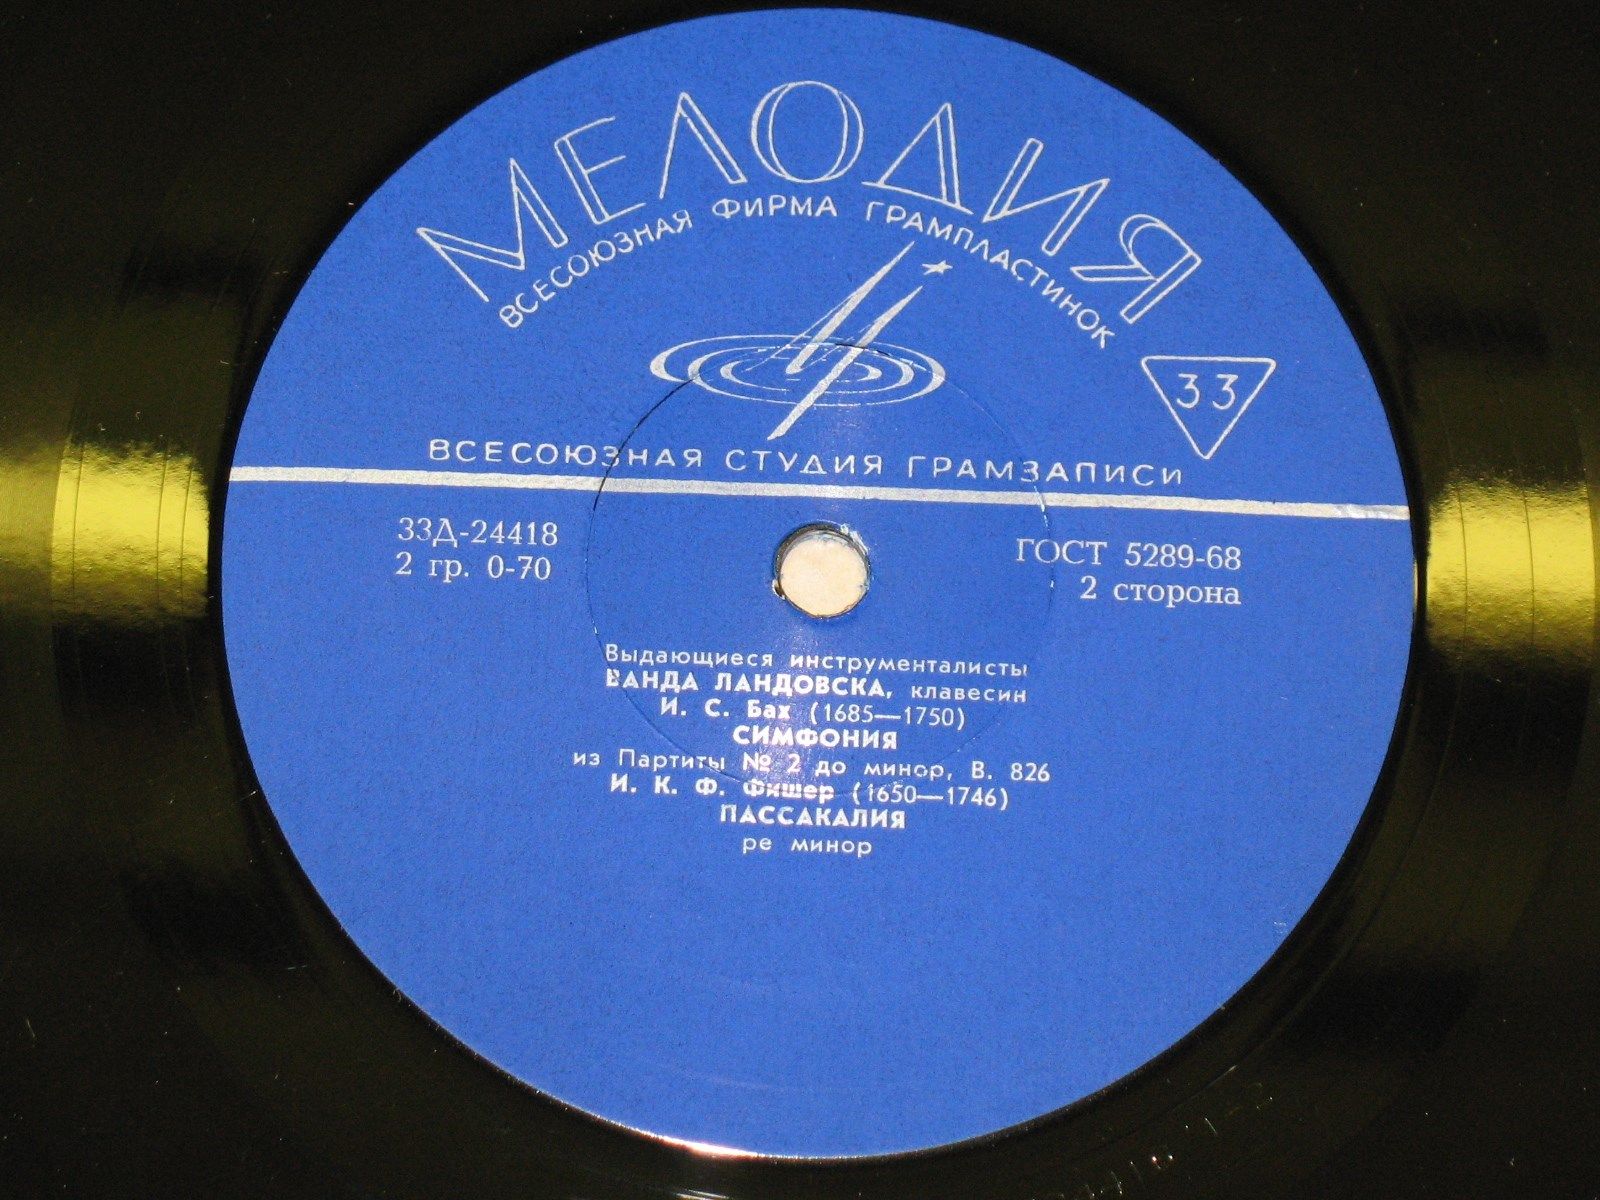 МЕЛОДИЯ
ВСЕСОЮЗНАЯ ФИРМА ГРАМПЛАСТИНОК
33
ВСЕСОЮЗНАЯ СТУДИЯ ГРАМЗАПИСИ
33Д-24418
2 гр. 0-70
ГОСТ 5289-68
2 сторона
Выдающиеся инструменталисты
ВАНДА ЛАНДОВСКА, клавесин
И. С. Бах (1685—1750)
СИМФОНИЯ
из Партиты № 2 до минор, В. 826
И. К. Ф. Фишер (1650—1746)
ПАССАКАЛИЯ
ре минор